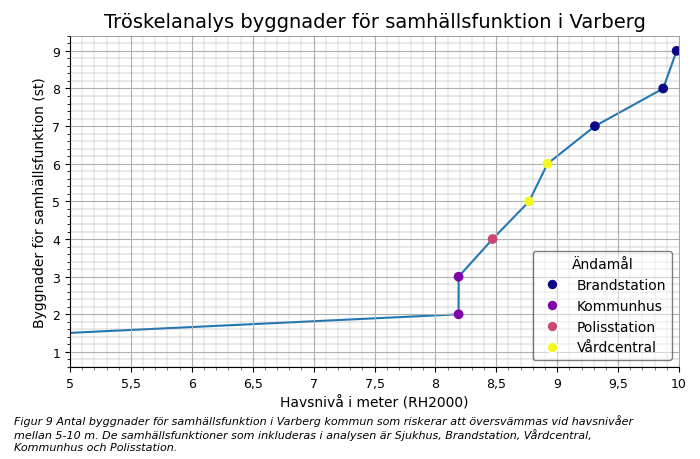 Tröskelanalys byggnader för samhällsfunktion i Varberg
Byggnader för samhällsfunktion (st)
9
8
7
6
5
4
3
2
1
Ändamål
Brandstation
Kommunhus
Polisstation
Vårdcentral
5 5,5 6 6,5 7 7,5 8 8,5 9 9,5 10
Havsnivå i meter (RH2000)
Figur 9 Antal byggnader för samhällsfunktion i Varberg kommun som riskerar att översvämmas vid havsnivåer
mellan 5-10 m. De samhällsfunktioner som inkluderas i analysen är Sjukhus, Brandstation, Vårdcentral,
Kommunhus och Polisstation.